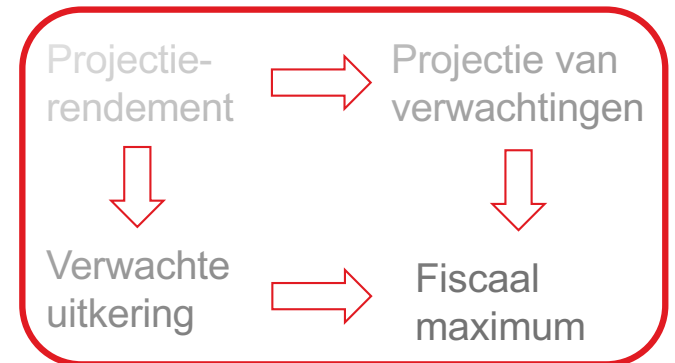 Projectie-
rendement
Projectie van
verwachtingen
Verwachte
uitkering
Fiscaal
maximum